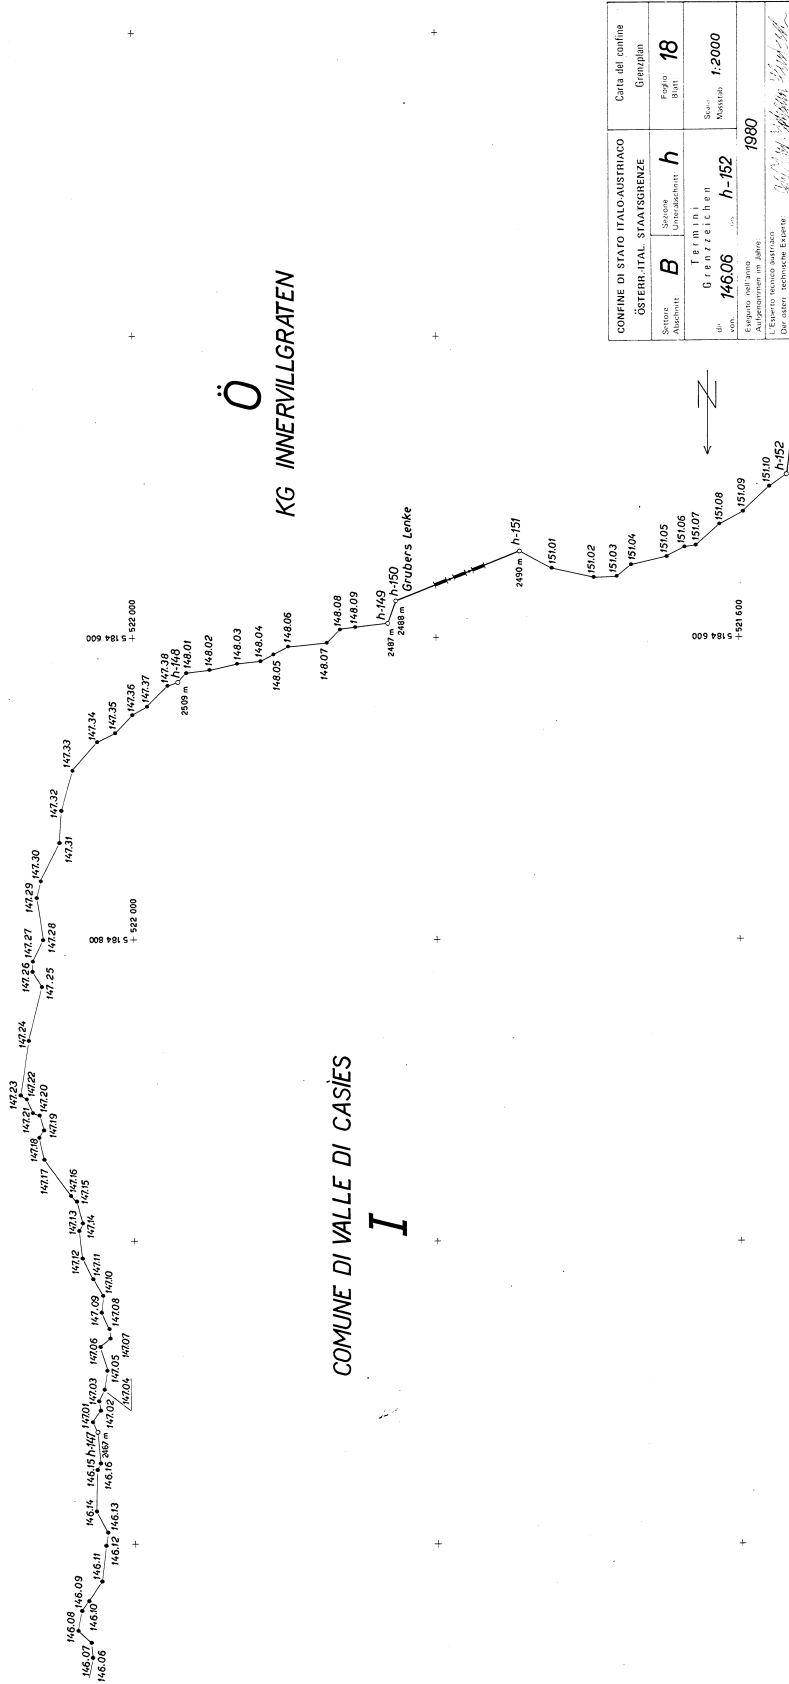 CONFINE DI STATO ITALO-AUSTRIACO
ÖSTERR.-ITAL. STAATSGRENZE
Carta del confine
Grenzplan
Settore
Abschnitt:
B
Sezione
Unterabschnitt:
h
Foglio
Blatt
18
Termini
Grenzzeichen
di:
von:
146.06
h-152
Scala
Massstab
1:2000
Eseguito nell'anno
Aufgenommen im Jahre:
1980
L'Esperto tecnico austriaco
Der österr. technische Experte:
N
Ö
KG INNERVILLGRATEN
COMUNE DI VALLE DI CASIES
I
146.06
146.07
146.08
146.09
146.10
146.11
146.12
146.13
146.14
146.15
146.16
h-147
2467 m
147.01
147.02
147.03
147.04
147.05
147.06
147.07
147.08
147.09
147.10
147.11
147.12
147.13
147.14
147.15
147.16
147.17
147.18
147.19
147.20
147.21
147.22
147.23
147.24
147.25
147.26
147.27
147.28
147.29
147.30
147.31
147.32
147.33
147.34
147.35
147.36
147.37
147.38
h-148
2509 m
148.01
148.02
148.03
148.04
148.05
148.06
148.07
148.08
148.09
h-149
2487 m
h-150
2488 m
Grubers Lenke
h-151
2490 m
151.01
151.02
151.03
151.04
151.05
151.06
151.07
151.08
151.09
151.10
h-152
5 184 600
522 000
5 184 800
522 000
5 184 600
521 600